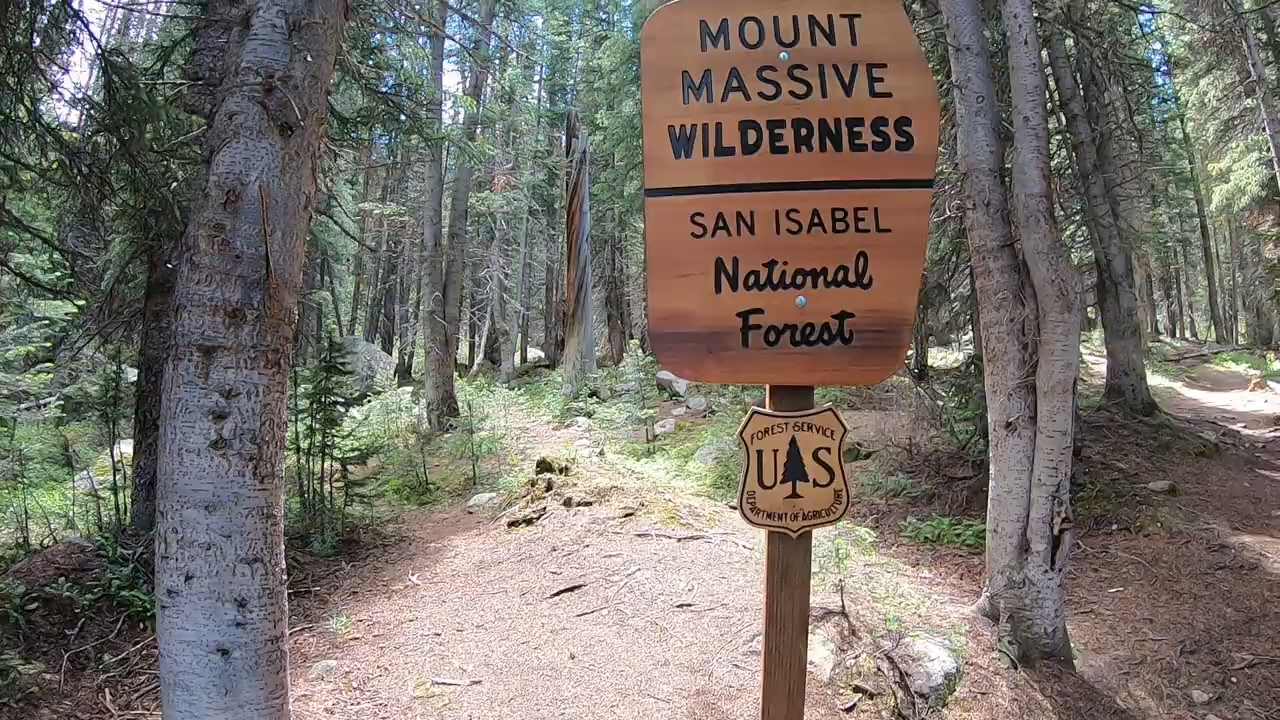 MOUNT
MASSIVE
WILDERNESS
SAN ISABEL
National
Forest
FOREST SERVICE
U S
DEPARTMENT OF AGRICULTURE